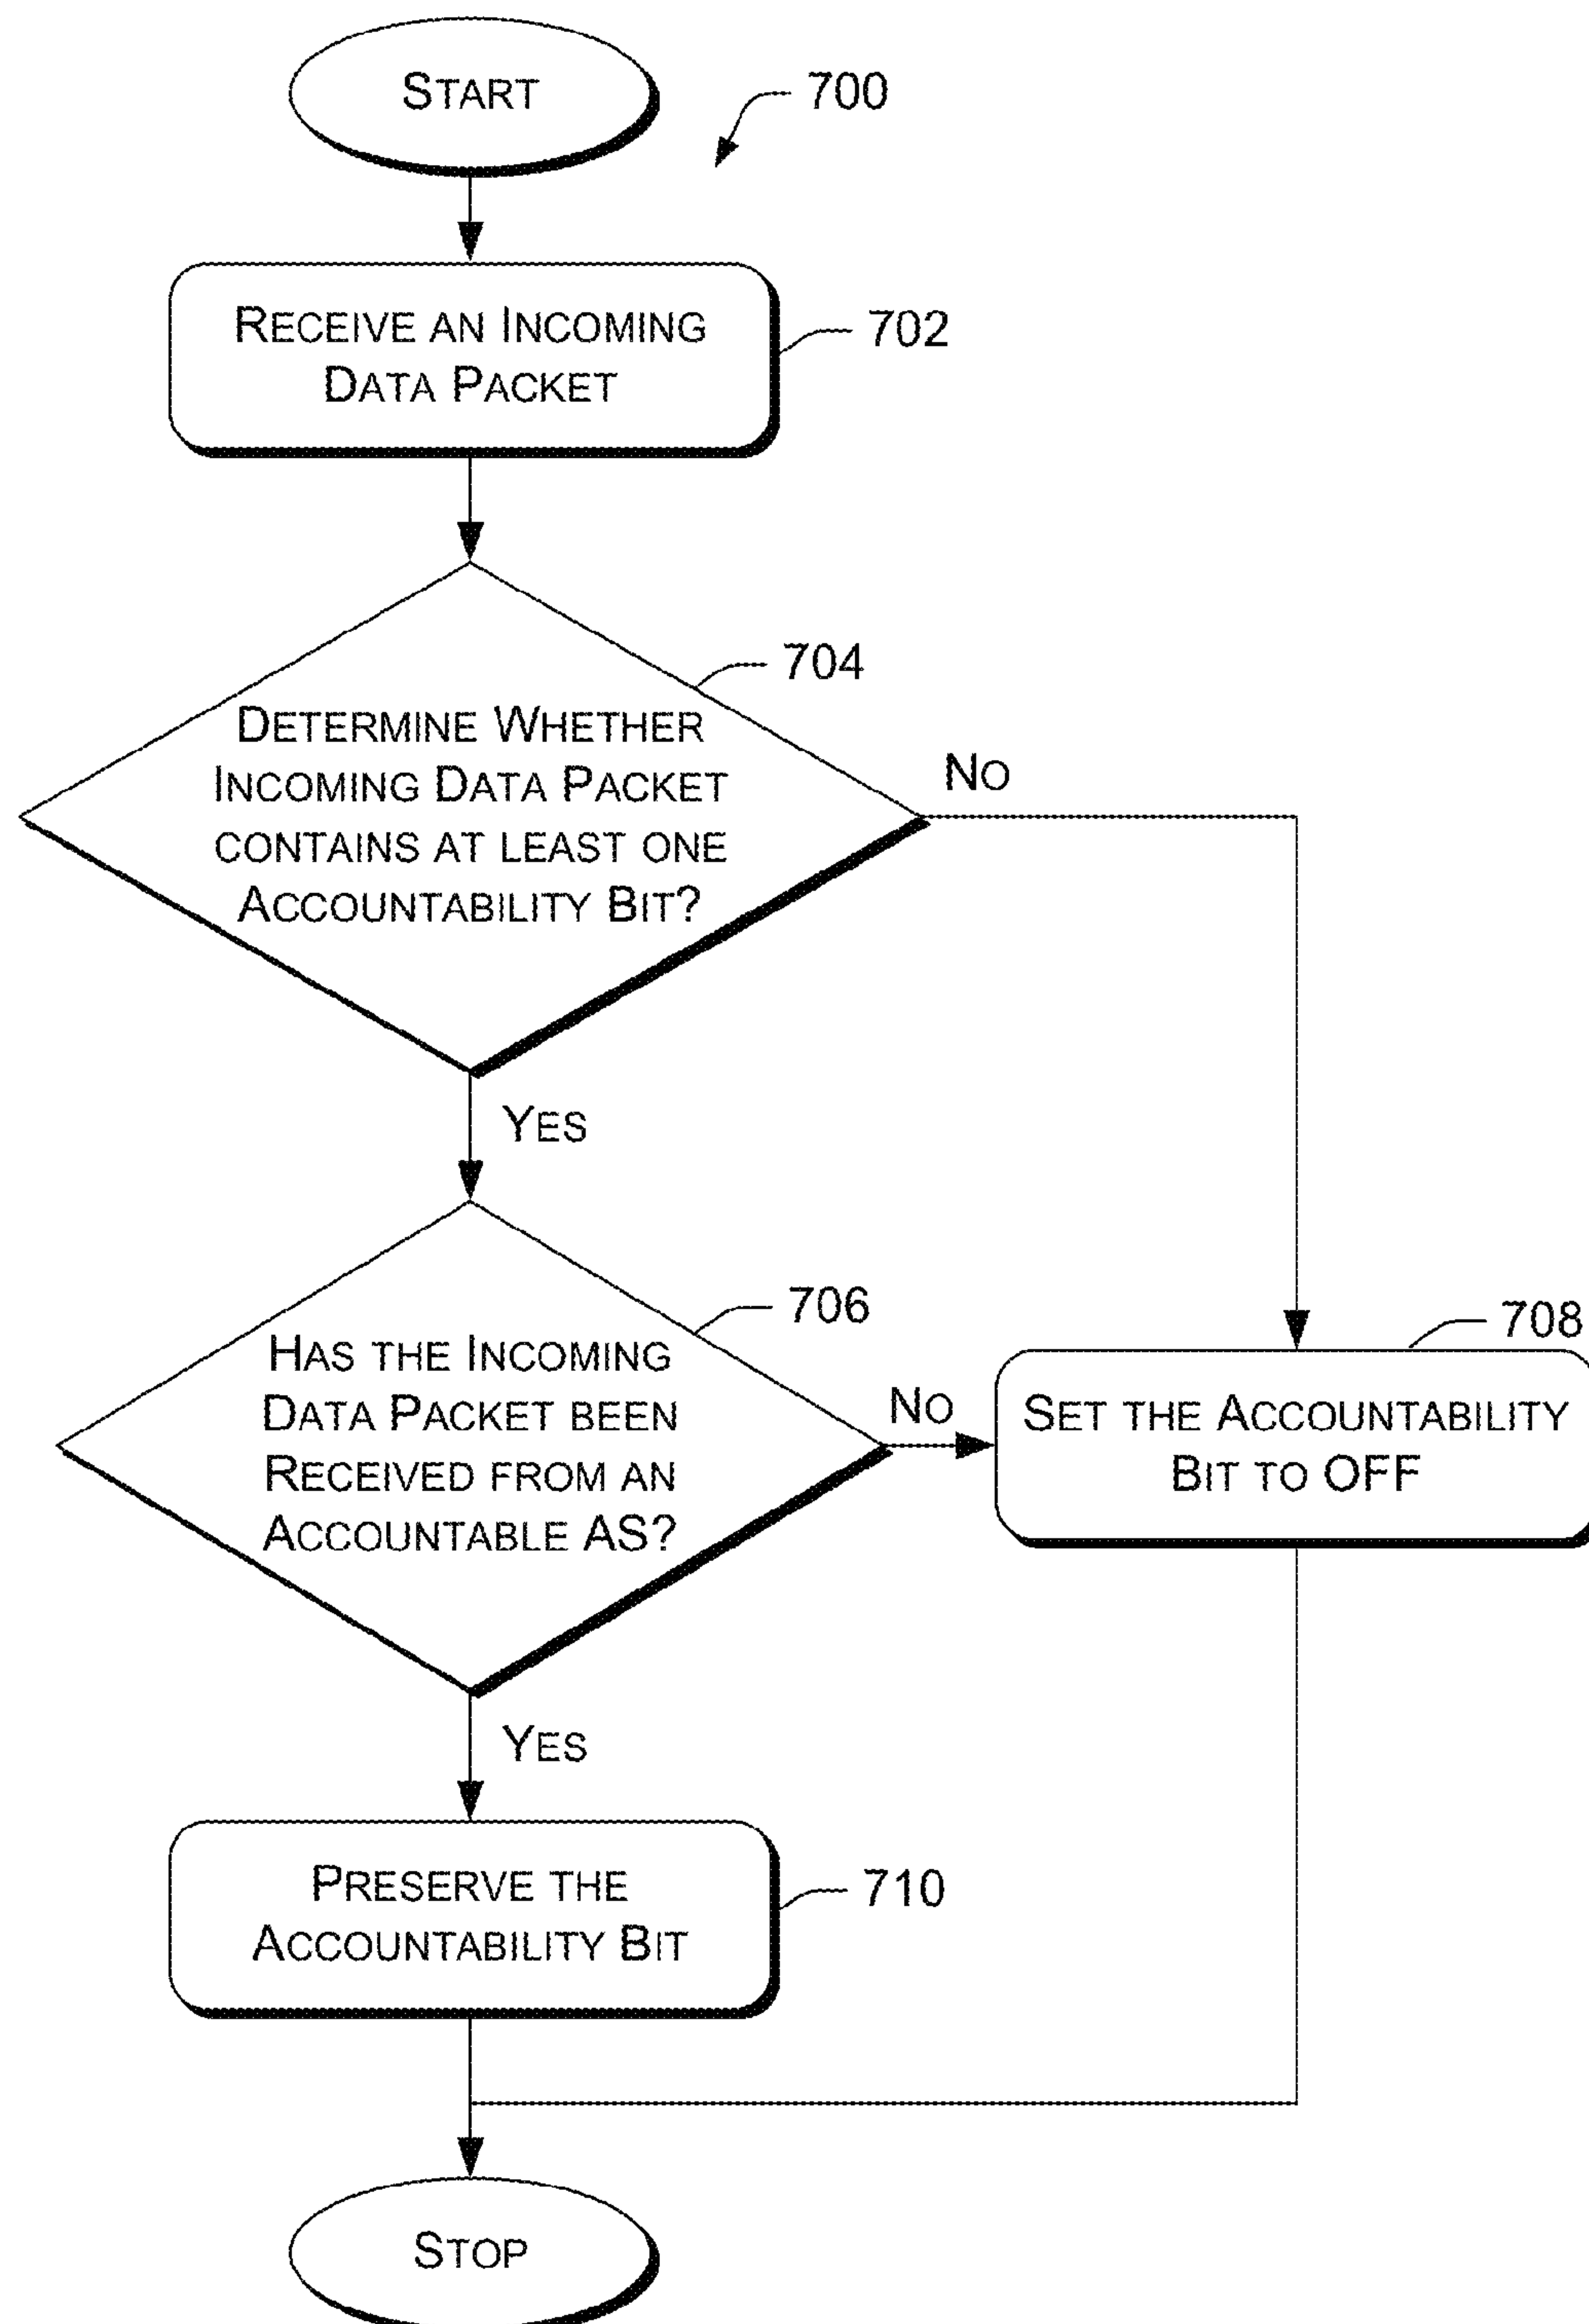 START
700
RECEIVE AN INCOMING
DATA PACKET
702
704
DETERMINE WHETHER
INCOMING DATA PACKET
CONTAINS AT LEAST ONE
ACCOUNTABILITY BIT?
NO
YES
706
HAS THE INCOMING
DATA PACKET BEEN
RECEIVED FROM AN
ACCOUNTABLE AS?
NO
708
SET THE ACCOUNTABILITY
BIT TO OFF
YES
PRESERVE THE
ACCOUNTABILITY BIT
710
STOP